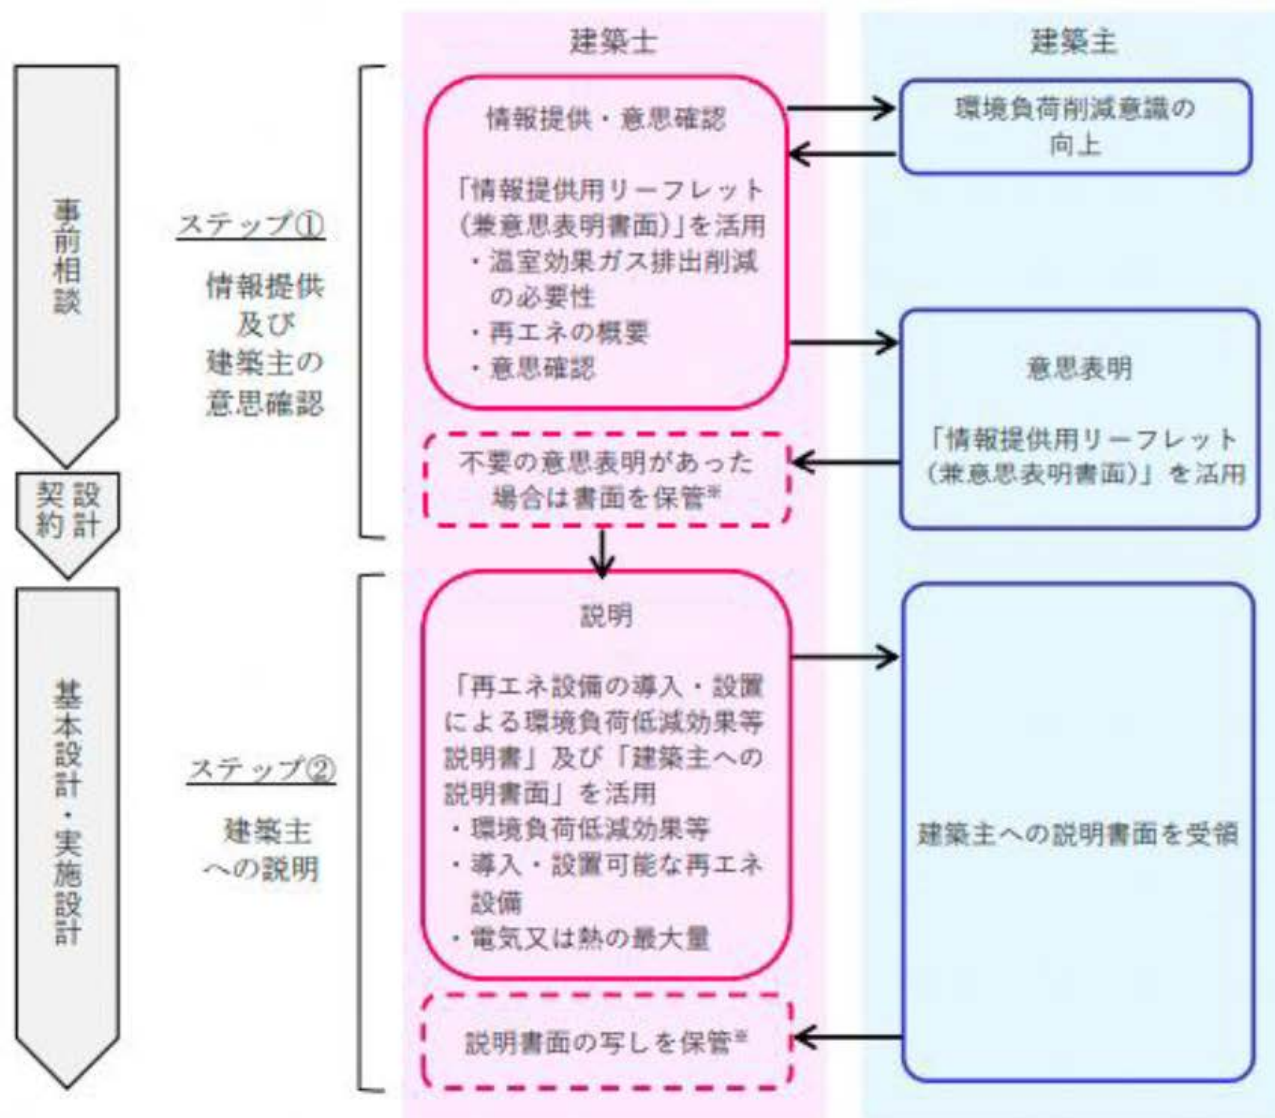 建築士
建築主
事前相談
設計
契約
基本設計・実施設計
ステップ①
情報提供
及び
建築主の
意思確認
情報提供・意思確認
「情報提供用リーフレット
(兼意思表明書面)」を活用
・温室効果ガス排出削減
の必要性
・再エネの概要
・意思確認
不要の意思表明があった
場合は書面を保管※
環境負荷削減意識の
向上
意思表明
「情報提供用リーフレット
(兼意思表明書面)」を活用
ステップ②
建築主
への説明
説明
「再エネ設備の導入・設置
による環境負荷低減効果等
説明書」及び「建築主への
説明書面」を活用
・環境負荷低減効果等
・導入・設置可能な再エネ
設備
・電気又は熱の最大量
説明書面の写しを保管※
建築主への説明書面を受領